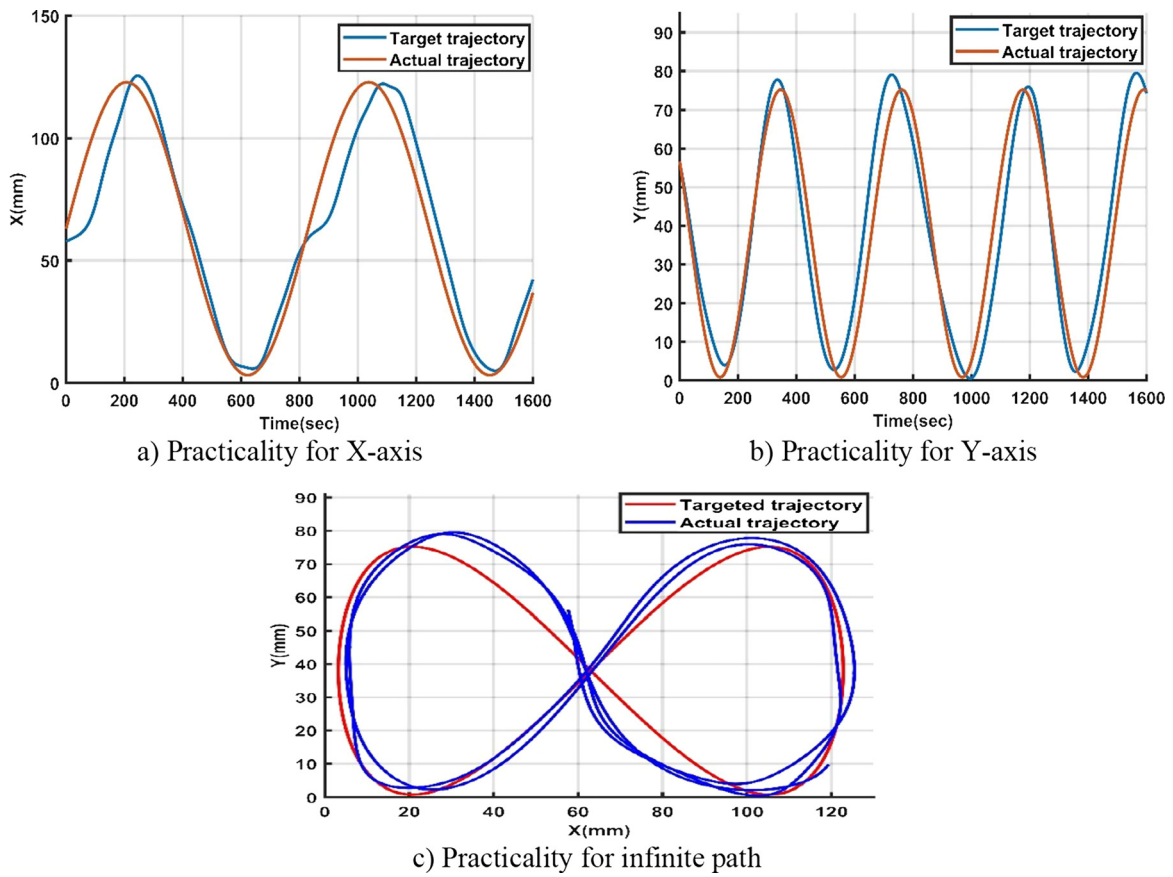 150
100
50
0
X(mm)
Target trajectory
Actual trajectory
0 200 400 600 800 1000 1200 1400 1600
Time(sec)
a) Practicality for X-axis
90
80
70
60
50
40
30
20
10
0
Y(mm)
Target trajectory
Actual trajectory
0 200 400 600 800 1000 1200 1400 1600
Time(sec)
b) Practicality for Y-axis
90
80
70
60
50
40
30
20
10
0
Y(mm)
Targeted trajectory
Actual trajectory
0 20 40 60 80 100 120
X(mm)
c) Practicality for infinite path